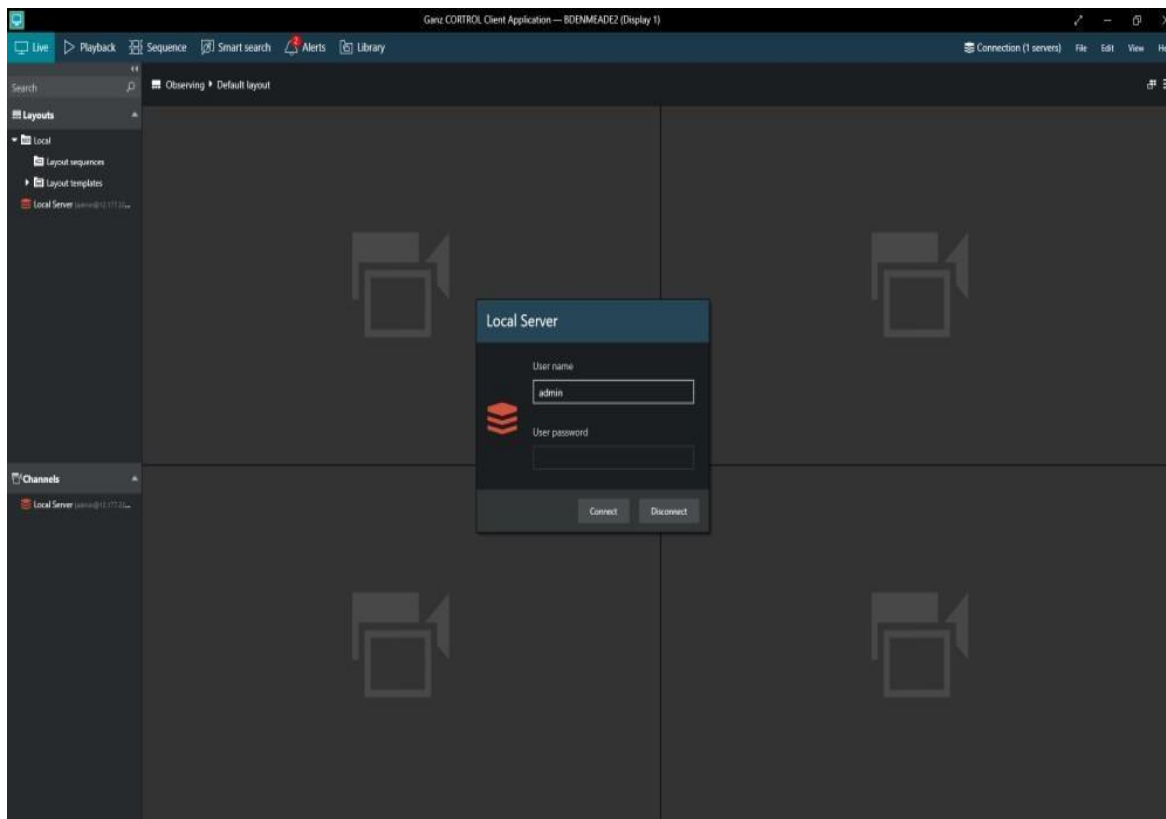 Ganz CORTROL Client Application — BDENMEADE2 (Display 1)
Live Playback Sequence Smart search 2 Alerts Library Connection (1 servers) File Edit View
Search
Observing Default layout
Layouts
Local
Layout sequences
Layout templates
Local Server
Local Server
User name
admin
User password
Connect Disconnect
Channels
Local Server